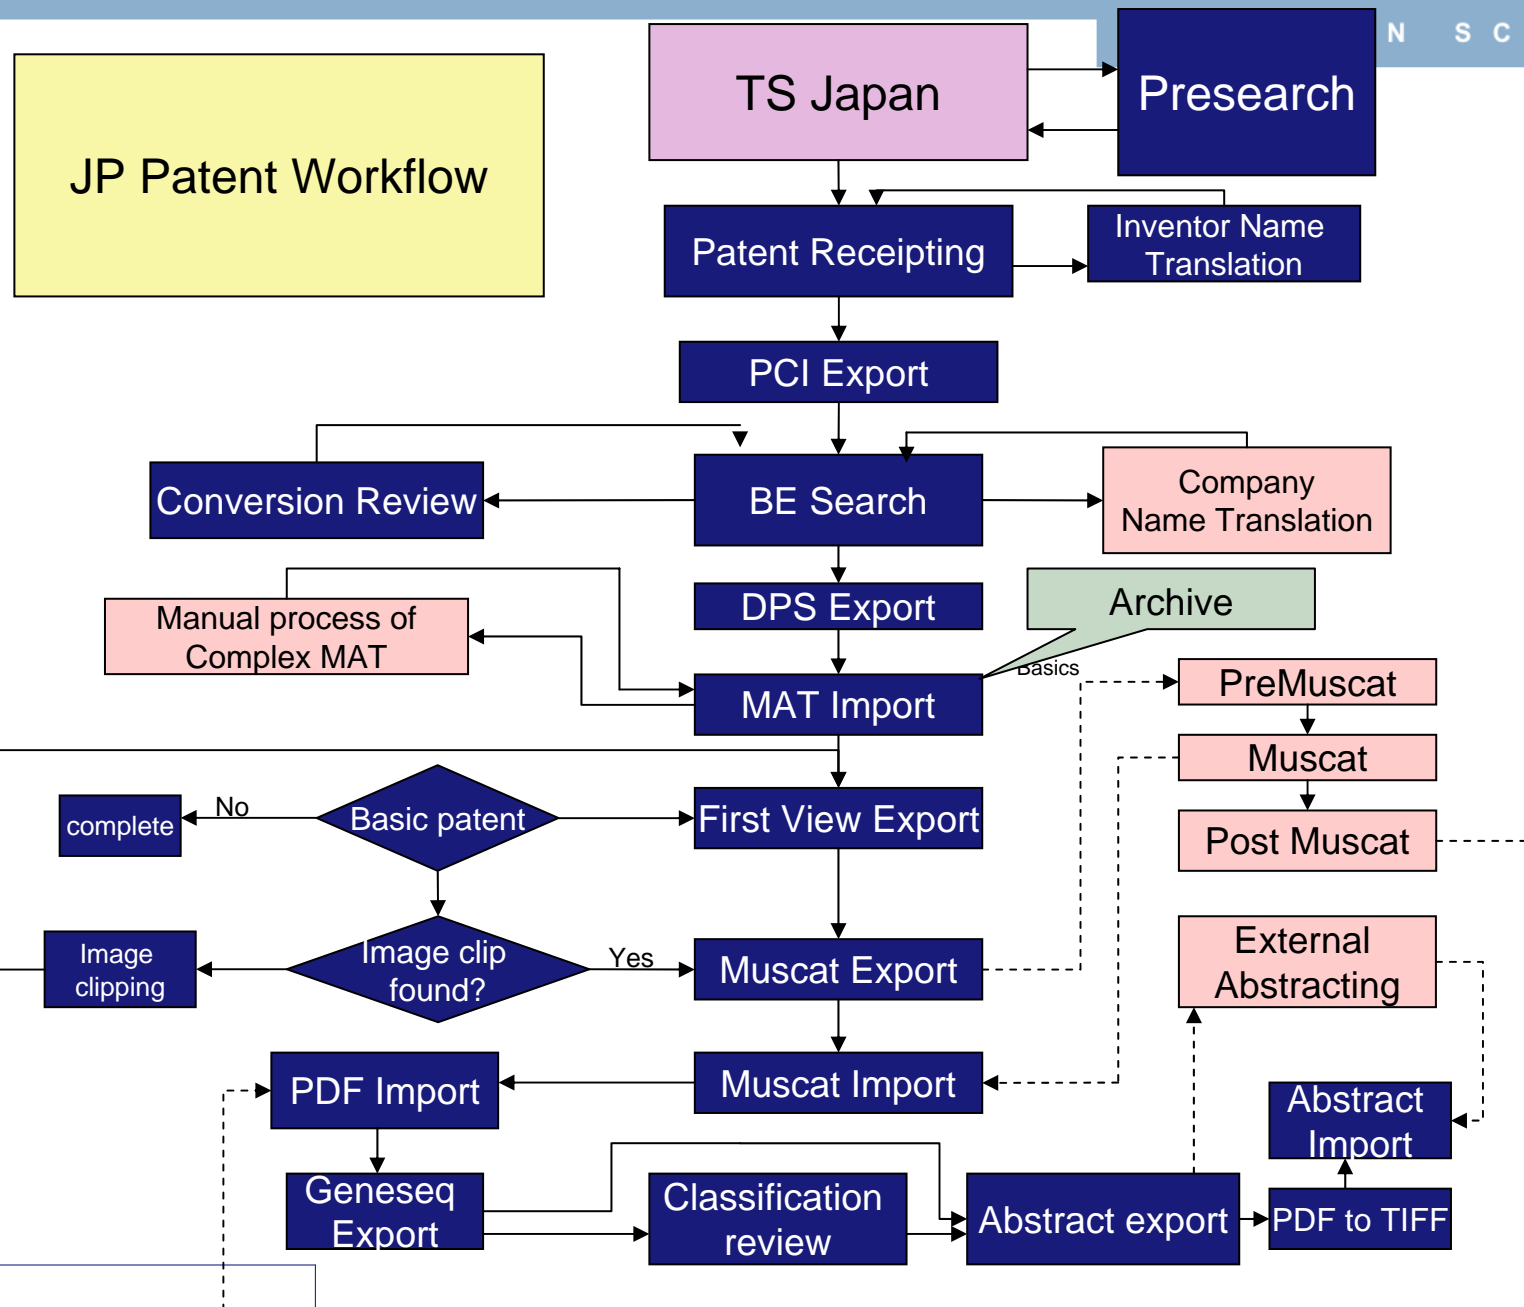 N S C
TS Japan
Presearch
JP Patent Workflow
Patent Receipting
Inventor Name
Translation
PCI Export
Conversion Review
BE Search
Company
Name Translation
DPS Export
Archive
Manual process of
Complex MAT
MAT Import
Basics
PreMuscat
Muscat
complete
No
Basic patent
First View Export
Post Muscat
Image
clipping
Image clip
found?
Yes
Muscat Export
External
Abstracting
PDF Import
Muscat Import
Abstract
Import
Geneseq
Export
Classification
review
Abstract export
PDF to TIFF